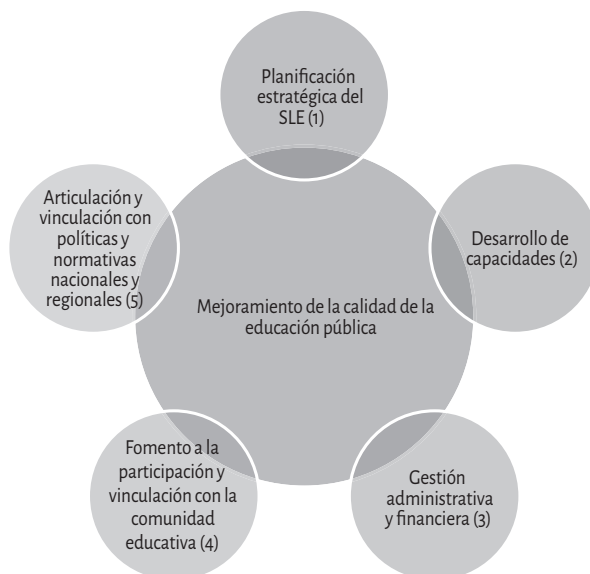 Planificación
estratégica del
SLE (1)
Articulación y
vinculación con
políticas y
normativas
nacionales y
regionales (5)
Desarrollo de
capacidades (2)
Mejoramiento de la calidad de la
educación pública
Fomento a la
participación y
vinculación con la
comunidad
educativa (4)
Gestión
administrativa
y financiera (3)